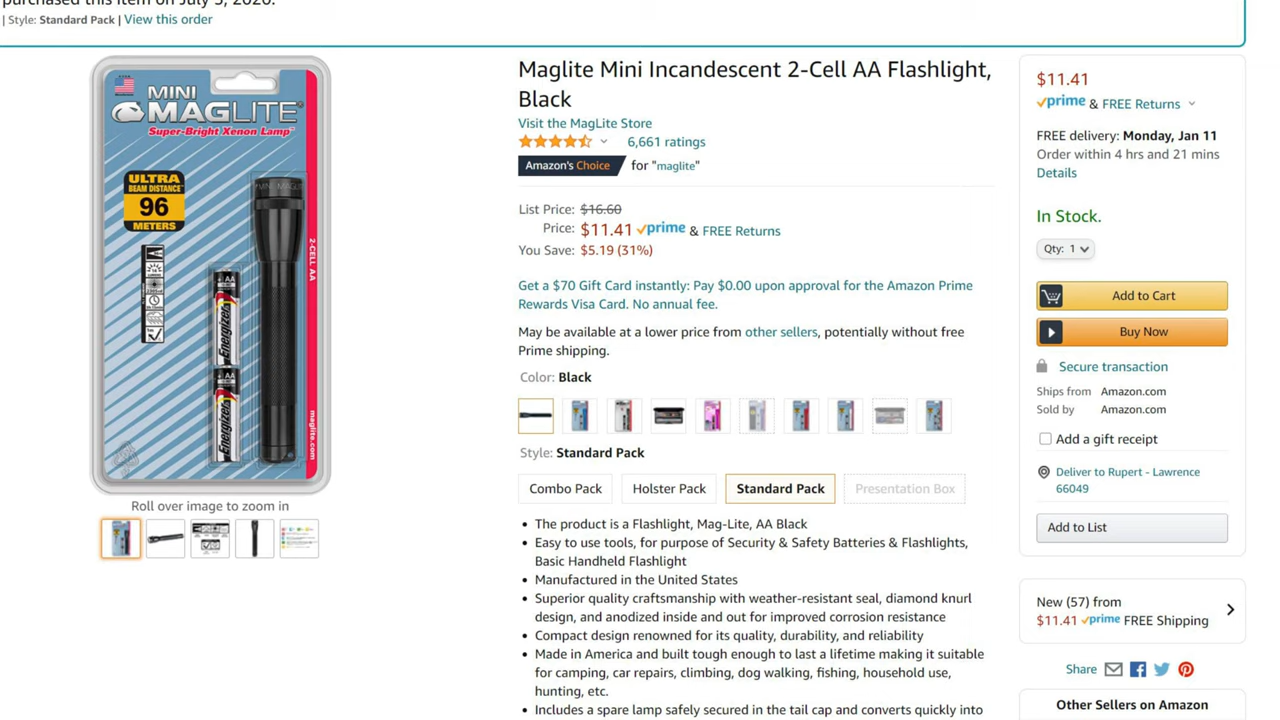 purchased this item on July 5, 2020.
| Style: Standard Pack | View this order
MINI
MAGLITE®
Super-Bright Xenon Lamp™
ULTRA
BEAM DISTANCE
96
METERS
MINI MAGLITE
2-CELL AA
AA
Energizer
AA
Energizer
maglite.com
Roll over image to zoom in
Maglite Mini Incandescent 2-Cell AA Flashlight,
Black
Visit the MagLite Store
6,661 ratings
Amazon's Choice for "maglite"
List Price: $16.60
Price: $11.41 prime & FREE Returns
You Save: $5.19 (31%)
Get a $70 Gift Card instantly: Pay $0.00 upon approval for the Amazon Prime
Rewards Visa Card. No annual fee.
May be available at a lower price from other sellers, potentially without free
Prime shipping.
Color: Black
Style: Standard Pack
Combo Pack Holster Pack Standard Pack Presentation Box
• The product is a Flashlight, Mag-Lite, AA Black
• Easy to use tools, for purpose of Security & Safety Batteries & Flashlights,
Basic Handheld Flashlight
• Manufactured in the United States
• Superior quality craftsmanship with weather-resistant seal, diamond knurl
design, and anodized inside and out for improved corrosion resistance
• Compact design renowned for its quality, durability, and reliability
• Made in America and built tough enough to last a lifetime making it suitable
for camping, car repairs, climbing, dog walking, fishing, household use,
hunting, etc.
• Includes a spare lamp safely secured in the tail cap and converts quickly into
$11.41
prime & FREE Returns
FREE delivery: Monday, Jan 11
Order within 4 hrs and 21 mins
Details
In Stock.
Qty: 1
Add to Cart
Buy Now
Secure transaction
Ships from Amazon.com
Sold by Amazon.com
Add a gift receipt
Deliver to Rupert - Lawrence
66049
Add to List
New (57) from
$11.41 prime FREE Shipping
Share
Other Sellers on Amazon